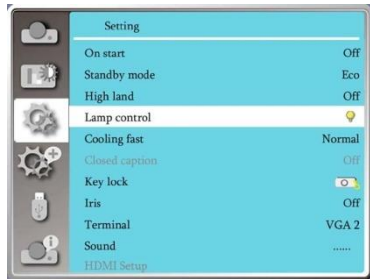 Setting
On start Off
Standby mode Eco
High land Off
Lamp control
Cooling fast Normal
Closed caption Off
Key lock
Iris Off
Terminal VGA 2
Sound ......
HDMI Setup